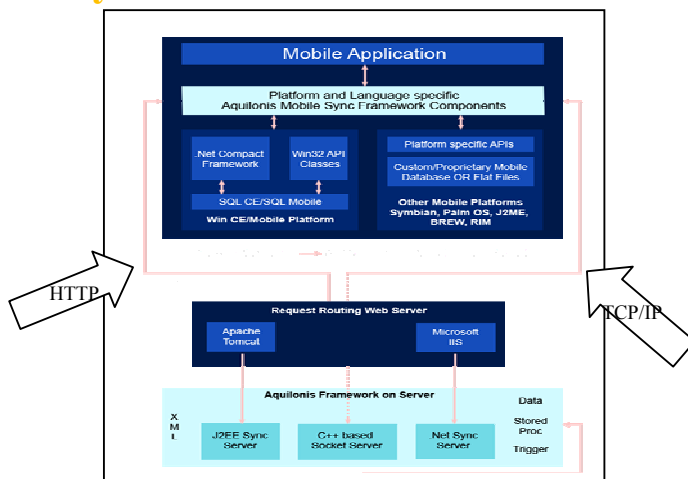 Mobile Application
Platform and Language specific
Aquilonis Mobile Sync Framework Components
.Net Compact
Framework
Win32 API
Classes
SQL CE/SQL Mobile
Win CE/Mobile Platform
Platform specific APIs
Custom/Proprietary Mobile
Database OR Flat Files
Other Mobile Platforms
Symbian, Palm OS, J2ME,
BREW, RIM
HTTP
TCP/IP
Request Routing Web Server
Apache
Tomcat
Microsoft
IIS
Aquilonis Framework on Server
X
M
L
J2EE Sync
Server
C++ based
Socket Server
.Net Sync
Server
Data
Stored
Proc
Trigger